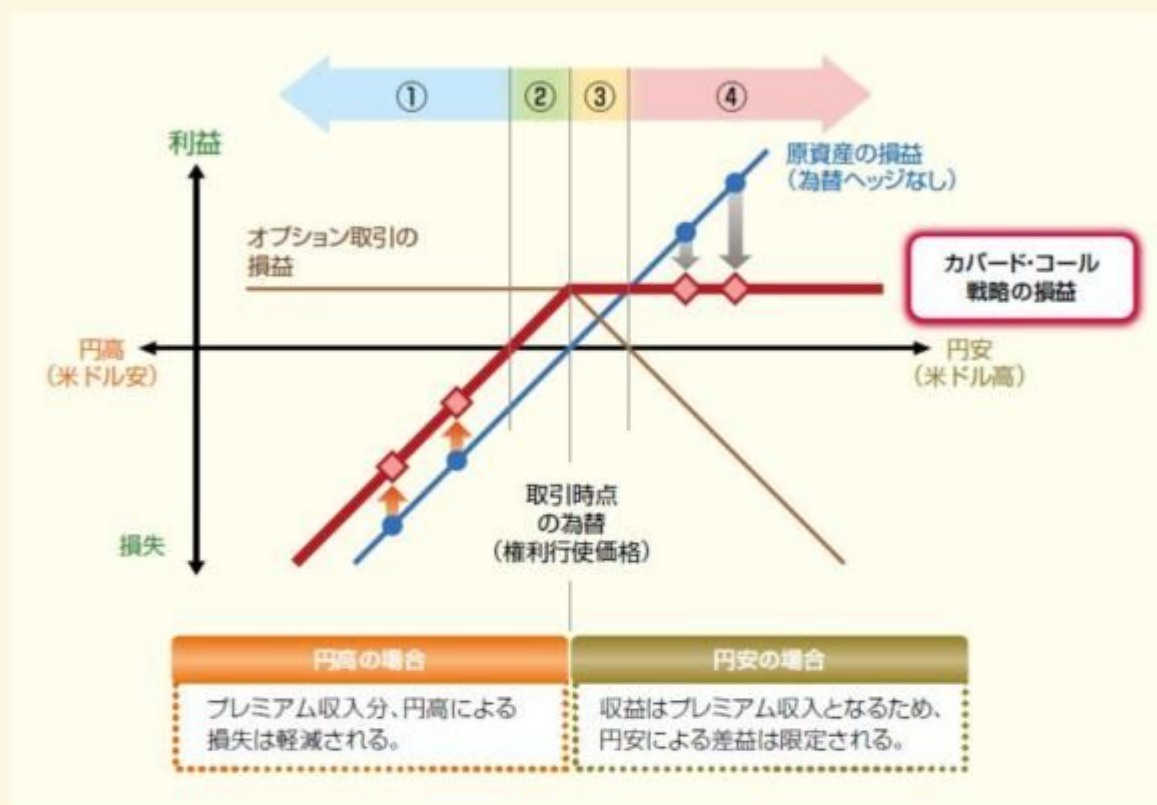 ① ② ③ ④
利益
原資産の損益
（為替ヘッジなし）
オプション取引の
損益
カバード・コール
戦略の損益
円高
（米ドル安）
円安
（米ドル高）
取引時点
の為替
（権利行使価格）
損失
円高の場合
プレミアム収入分、円高による
損失は軽減される。
円安の場合
収益はプレミアム収入となるため、
円安による差益は限定される。